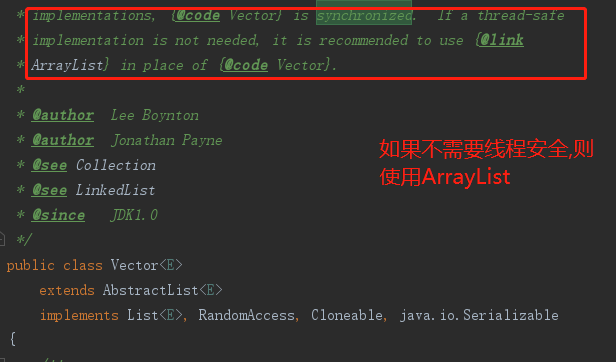 * implementations, {@code Vector} is synchronized.  If a thread-safe
* implementation is not needed, it is recommended to use {@link
* ArrayList} in place of {@code Vector}.
*
* @author  Lee Boynton
* @author  Jonathan Payne
* @see Collection
* @see LinkedList
* @since   JDK1.0
*/
如果不需要线程安全,则
使用ArrayList
public class Vector<E>
    extends AbstractList<E>
    implements List<E>, RandomAccess, Cloneable, java.io.Serializable
{